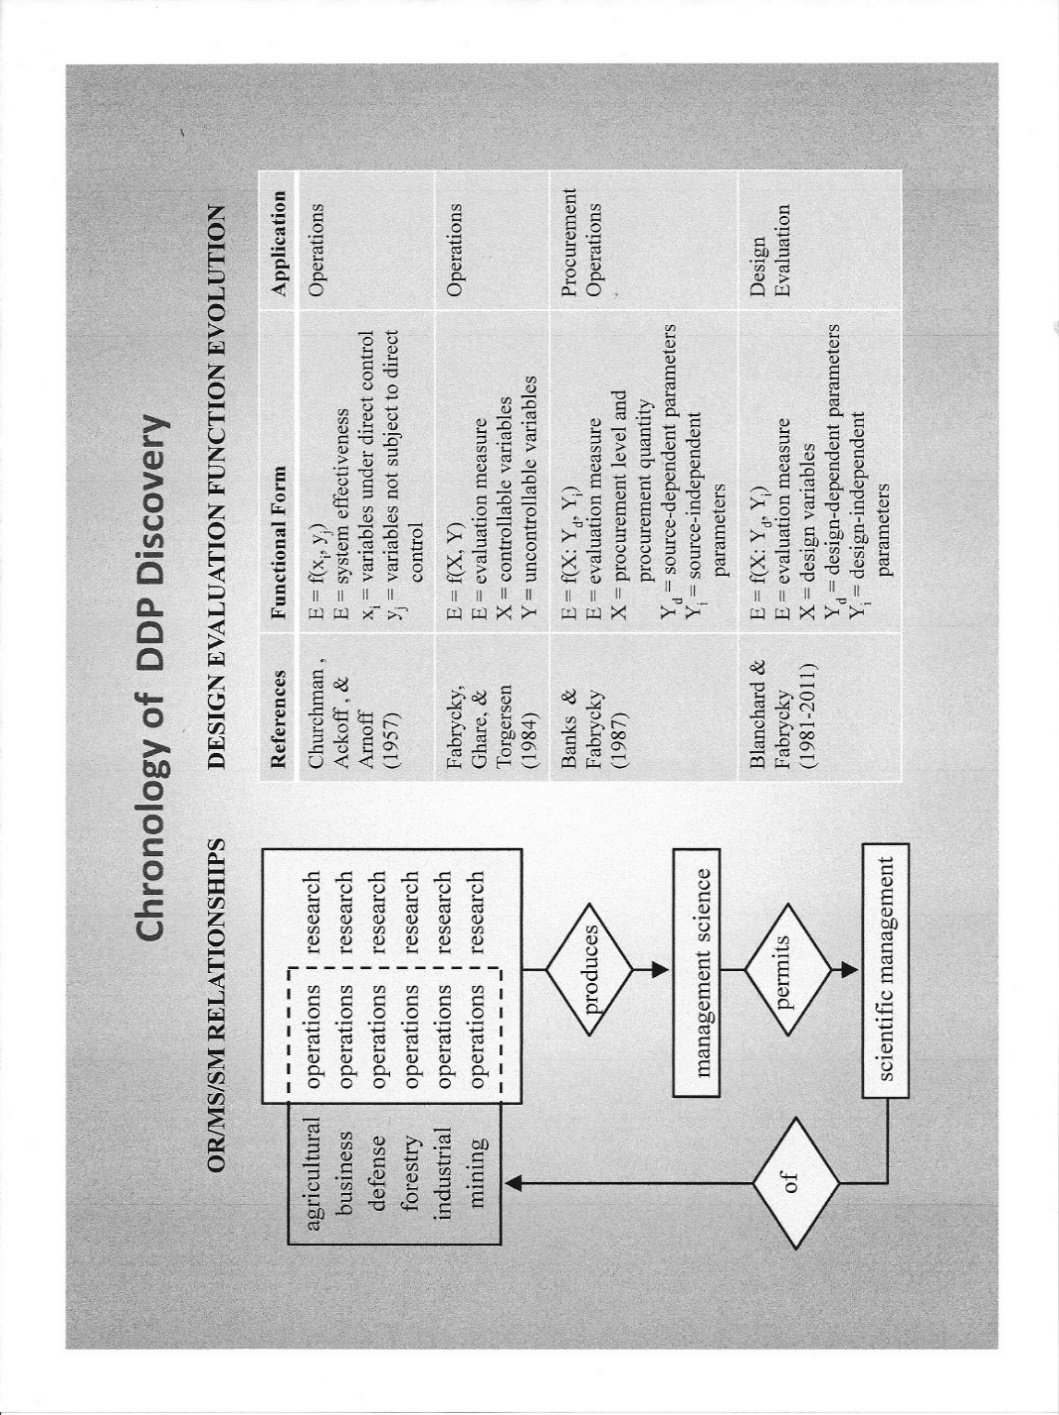 Chronology of DDP Discovery
OR/MS/SM RELATIONSHIPS
agricultural operations research
business operations research
defense operations research
forestry operations research
industrial operations research
mining operations research
produces
management science
permits
scientific management
of
DESIGN EVALUATION FUNCTION EVOLUTION
References Functional Form Application
Churchman ,
Ackoff , &
Arnoff
(1957)
E = f(xi, yj)
E = system effectiveness
xi = variables under direct control
yj = variables not subject to direct
control
Operations
Fabrycky,
Ghare, &
Torgersen
(1984)
E = f(X, Y)
E = evaluation measure
X = controllable variables
Y = uncontrollable variables
Operations
Banks &
Fabrycky
(1987)
E = f(X: Yd, Yi)
E = evaluation measure
X = procurement level and
procurement quantity
Yd = source-dependent parameters
Yi = source-independent
parameters
Procurement
Operations
Blanchard &
Fabrycky
(1981-2011)
E = f(X: Yd, Yi)
E = evaluation measure
X = design variables
Yd = design-dependent parameters
Yi = design-independent
parameters
Design
Evaluation